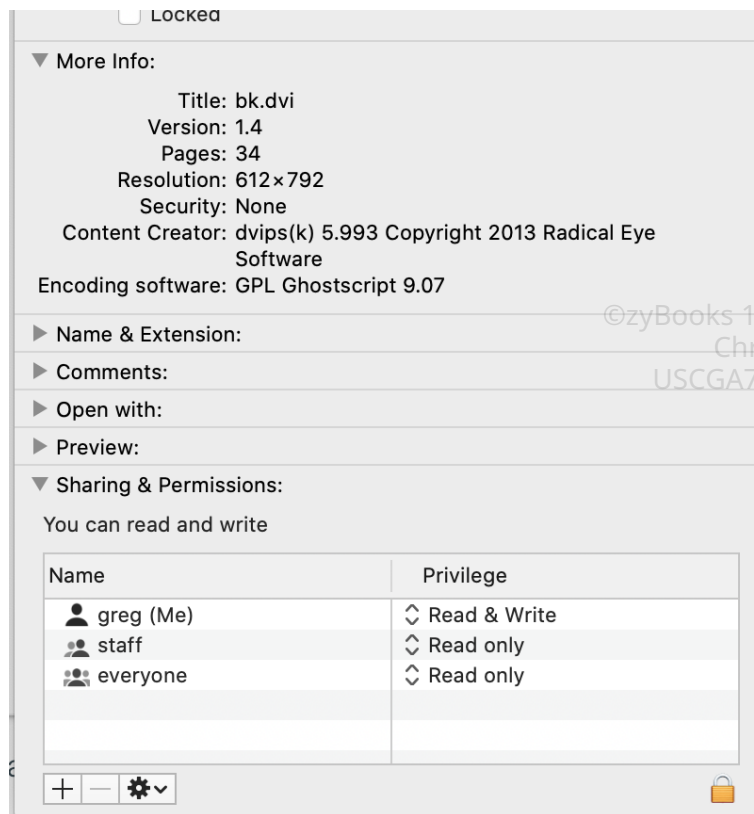 Locked
More Info:
Title: bk.dvi
Version: 1.4
Pages: 34
Resolution: 612×792
Security: None
Content Creator: dvips(k) 5.993 Copyright 2013 Radical Eye
Software
Encoding software: GPL Ghostscript 9.07
©zyBooks 1
Name & Extension:
Chr
Comments:
USCGA7
Open with:
Preview:
Sharing & Permissions:
You can read and write
Name Privilege
greg (Me) Read & Write
staff Read only
everyone Read only